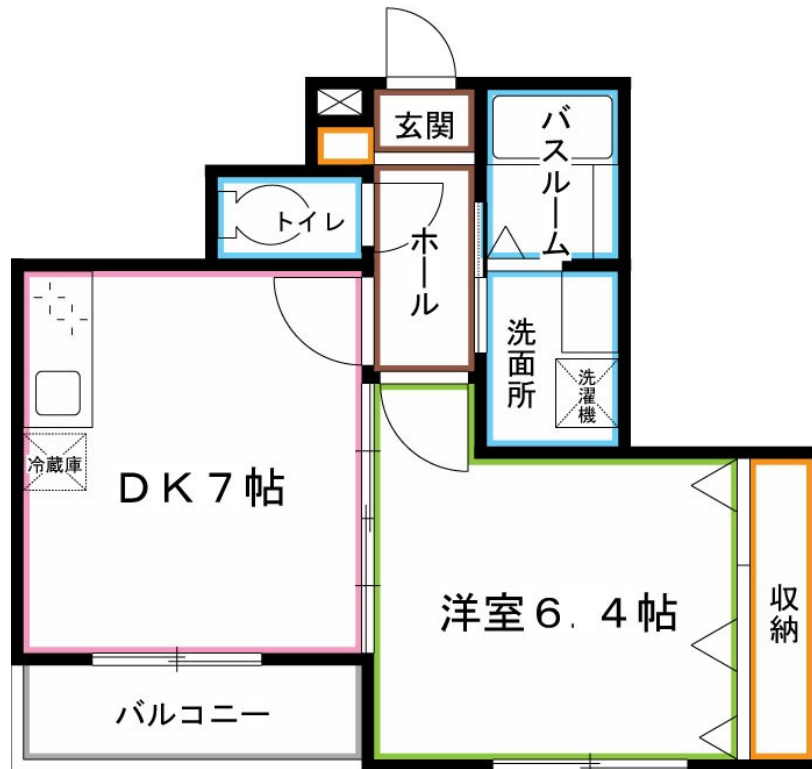 玄関
バスルーム
トイレ
ホール
洗面所
洗濯機
冷蔵庫
DK7帖
洋室6.4帖
収納
バルコニー